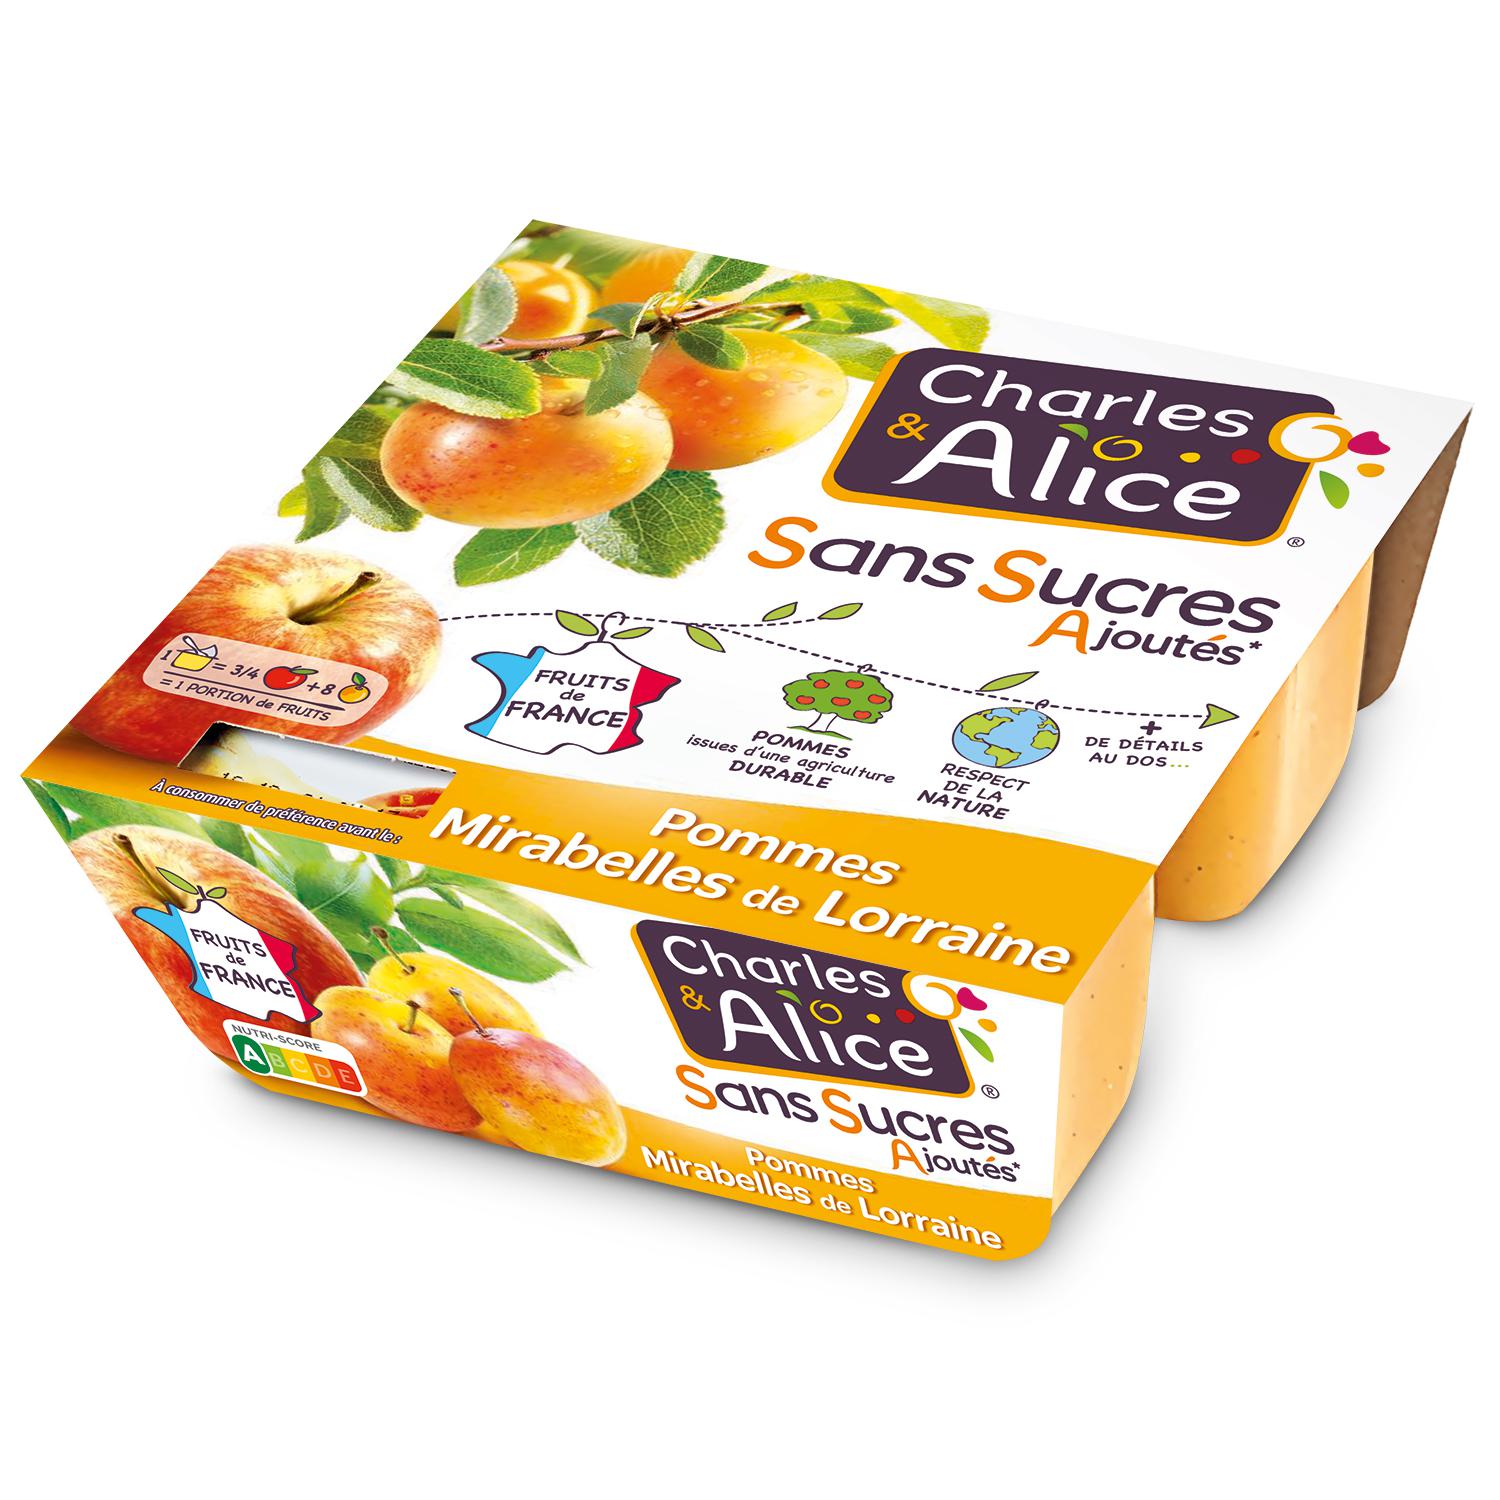 Charles
& Alice
®
Sans Sucres
Ajoutés*
1 = 3/4 + 8
= 1 PORTION de FRUITS
FRUITS
de
FRANCE
POMMES
issues d'une agriculture
DURABLE
RESPECT
DE LA
NATURE
+
DE DÉTAILS
AU DOS...
À consommer de préférence avant le :
Pommes
Mirabelles de Lorraine
FRUITS
de
FRANCE
NUTRI-SCORE
A B C D E
Charles
& Alice
®
Sans Sucres
Ajoutés*
Pommes
Mirabelles de Lorraine